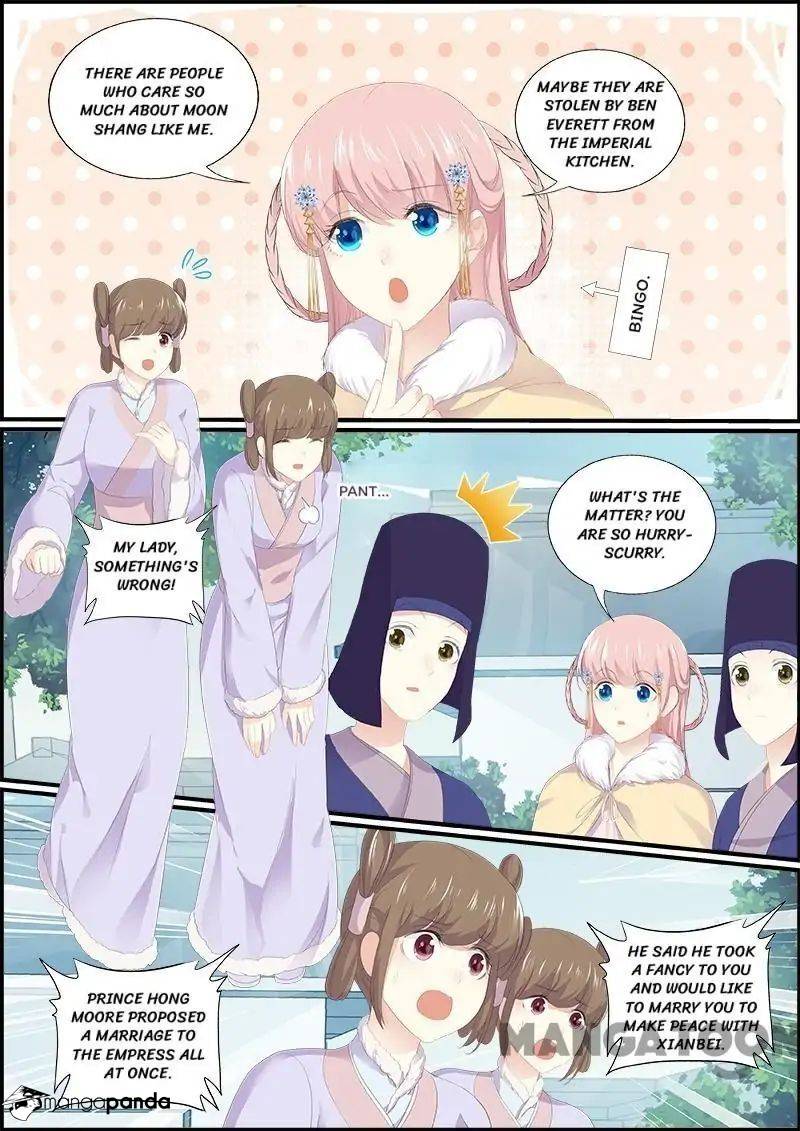 THERE ARE PEOPLE
WHO CARE SO
MUCH ABOUT MOON
SHANG LIKE ME.
MAYBE THEY ARE
STOLEN BY BEN
EVERETT FROM
THE IMPERIAL
KITCHEN.
BINGO.
PANT...
WHAT'S THE
MATTER? YOU
ARE SO HURRY-
SCURRY.
MY LADY,
SOMETHING'S
WRONG!
HE SAID HE TOOK
A FANCY TO YOU
AND WOULD LIKE
TO MARRY YOU TO
MAKE PEACE WITH
XIANBEI.
PRINCE HONG
MOORE PROPOSED
A MARRIAGE TO
THE EMPRESS ALL
AT ONCE.
MANGATOON
mangapanda